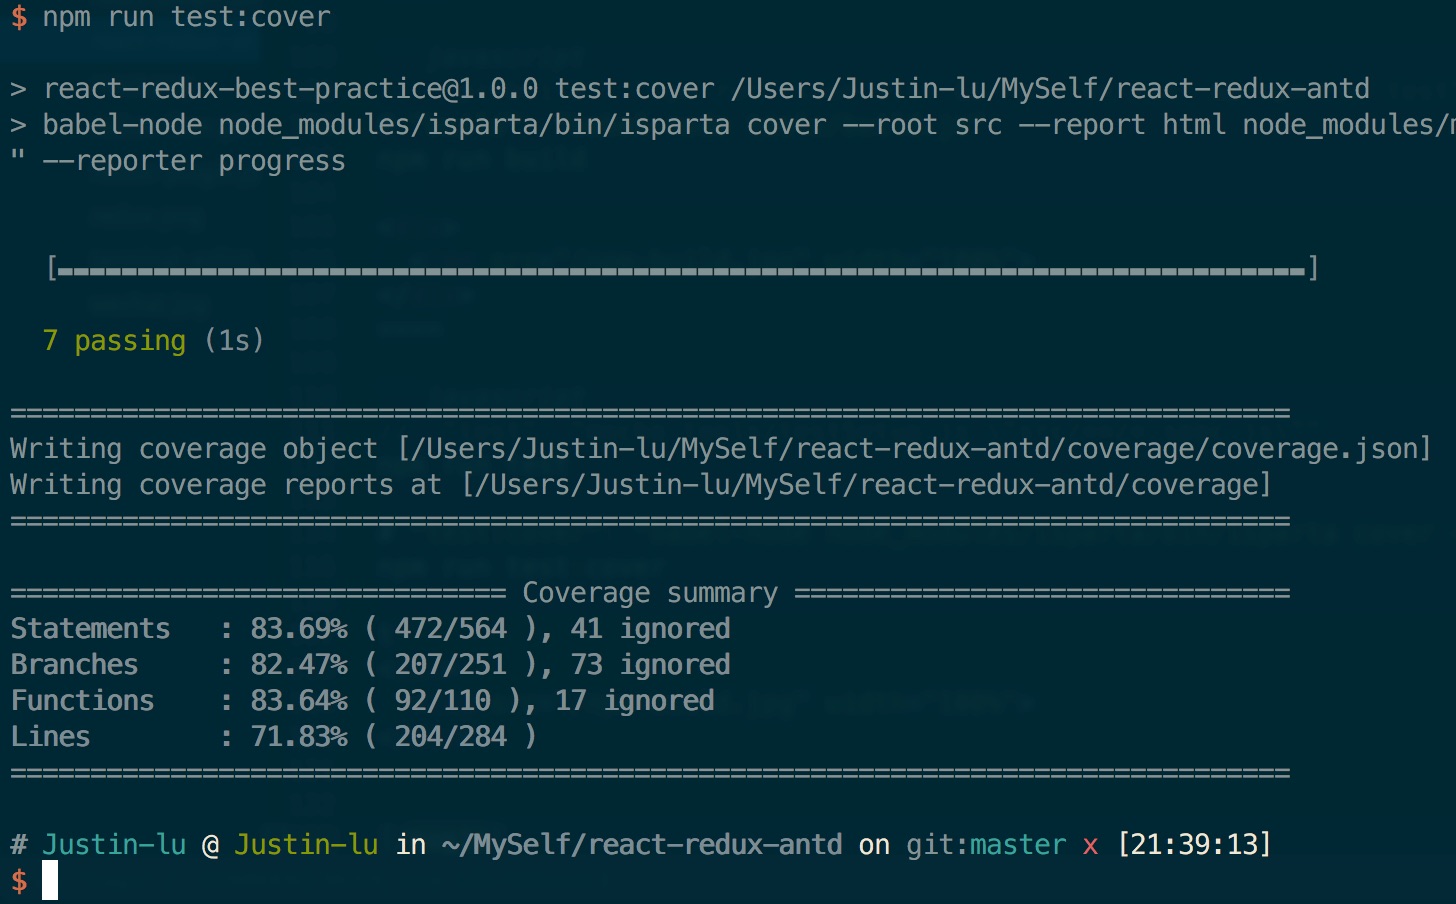 $ npm run test:cover
> react-redux-best-practice@1.0.0 test:cover /Users/Justin-lu/MySelf/react-redux-antd
> babel-node node_modules/isparta/bin/isparta cover --root src --report html node_modules/
" --reporter progress
[▬▬▬▬▬▬▬▬▬▬▬▬▬▬▬▬▬▬▬▬▬▬▬▬▬▬▬▬▬▬▬▬▬▬▬▬▬▬▬▬▬▬▬▬▬▬▬▬▬▬▬▬▬▬▬▬▬▬▬▬▬▬▬▬▬▬▬▬▬▬▬▬▬▬▬▬▬▬]
7 passing (1s)
================================================================================
Writing coverage object [/Users/Justin-lu/MySelf/react-redux-antd/coverage/coverage.json]
Writing coverage reports at [/Users/Justin-lu/MySelf/react-redux-antd/coverage]
================================================================================
=============================== Coverage summary ===============================
Statements   : 83.69% ( 472/564 ), 41 ignored
Branches     : 82.47% ( 207/251 ), 73 ignored
Functions    : 83.64% ( 92/110 ), 17 ignored
Lines        : 71.83% ( 204/284 )
================================================================================
# Justin-lu @ Justin-lu in ~/MySelf/react-redux-antd on git:master x [21:39:13]
$